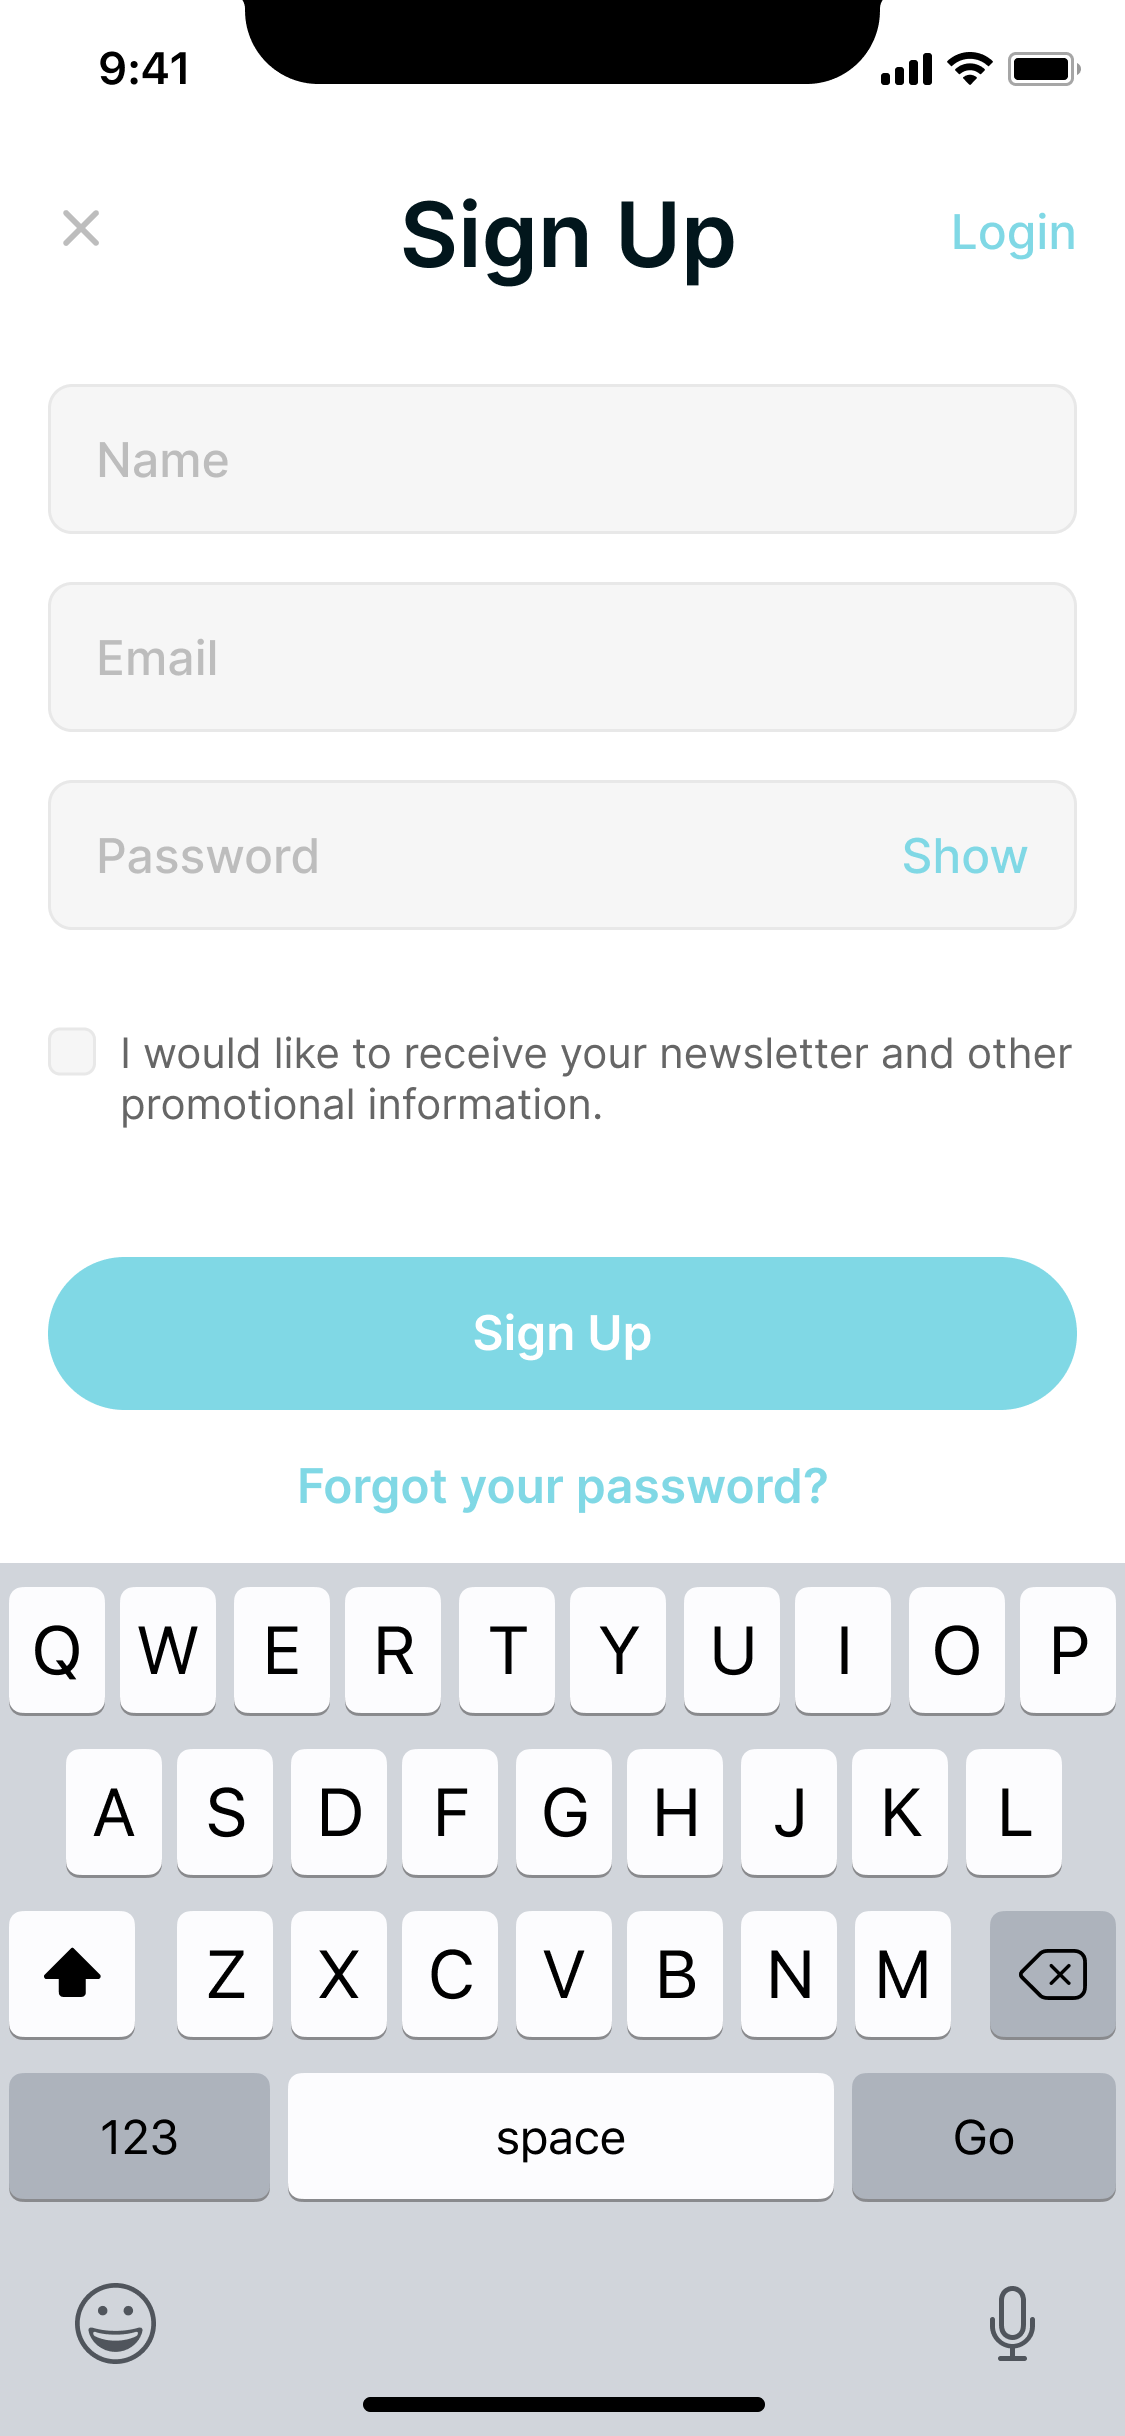 9:41
Sign Up
Login
Name
Email
Password
Show
I would like to receive your newsletter and other
promotional information.
Sign Up
Forgot your password?
Q W E R T Y U I O P
A S D F G H J K L
Z X C V B N M
123 space Go